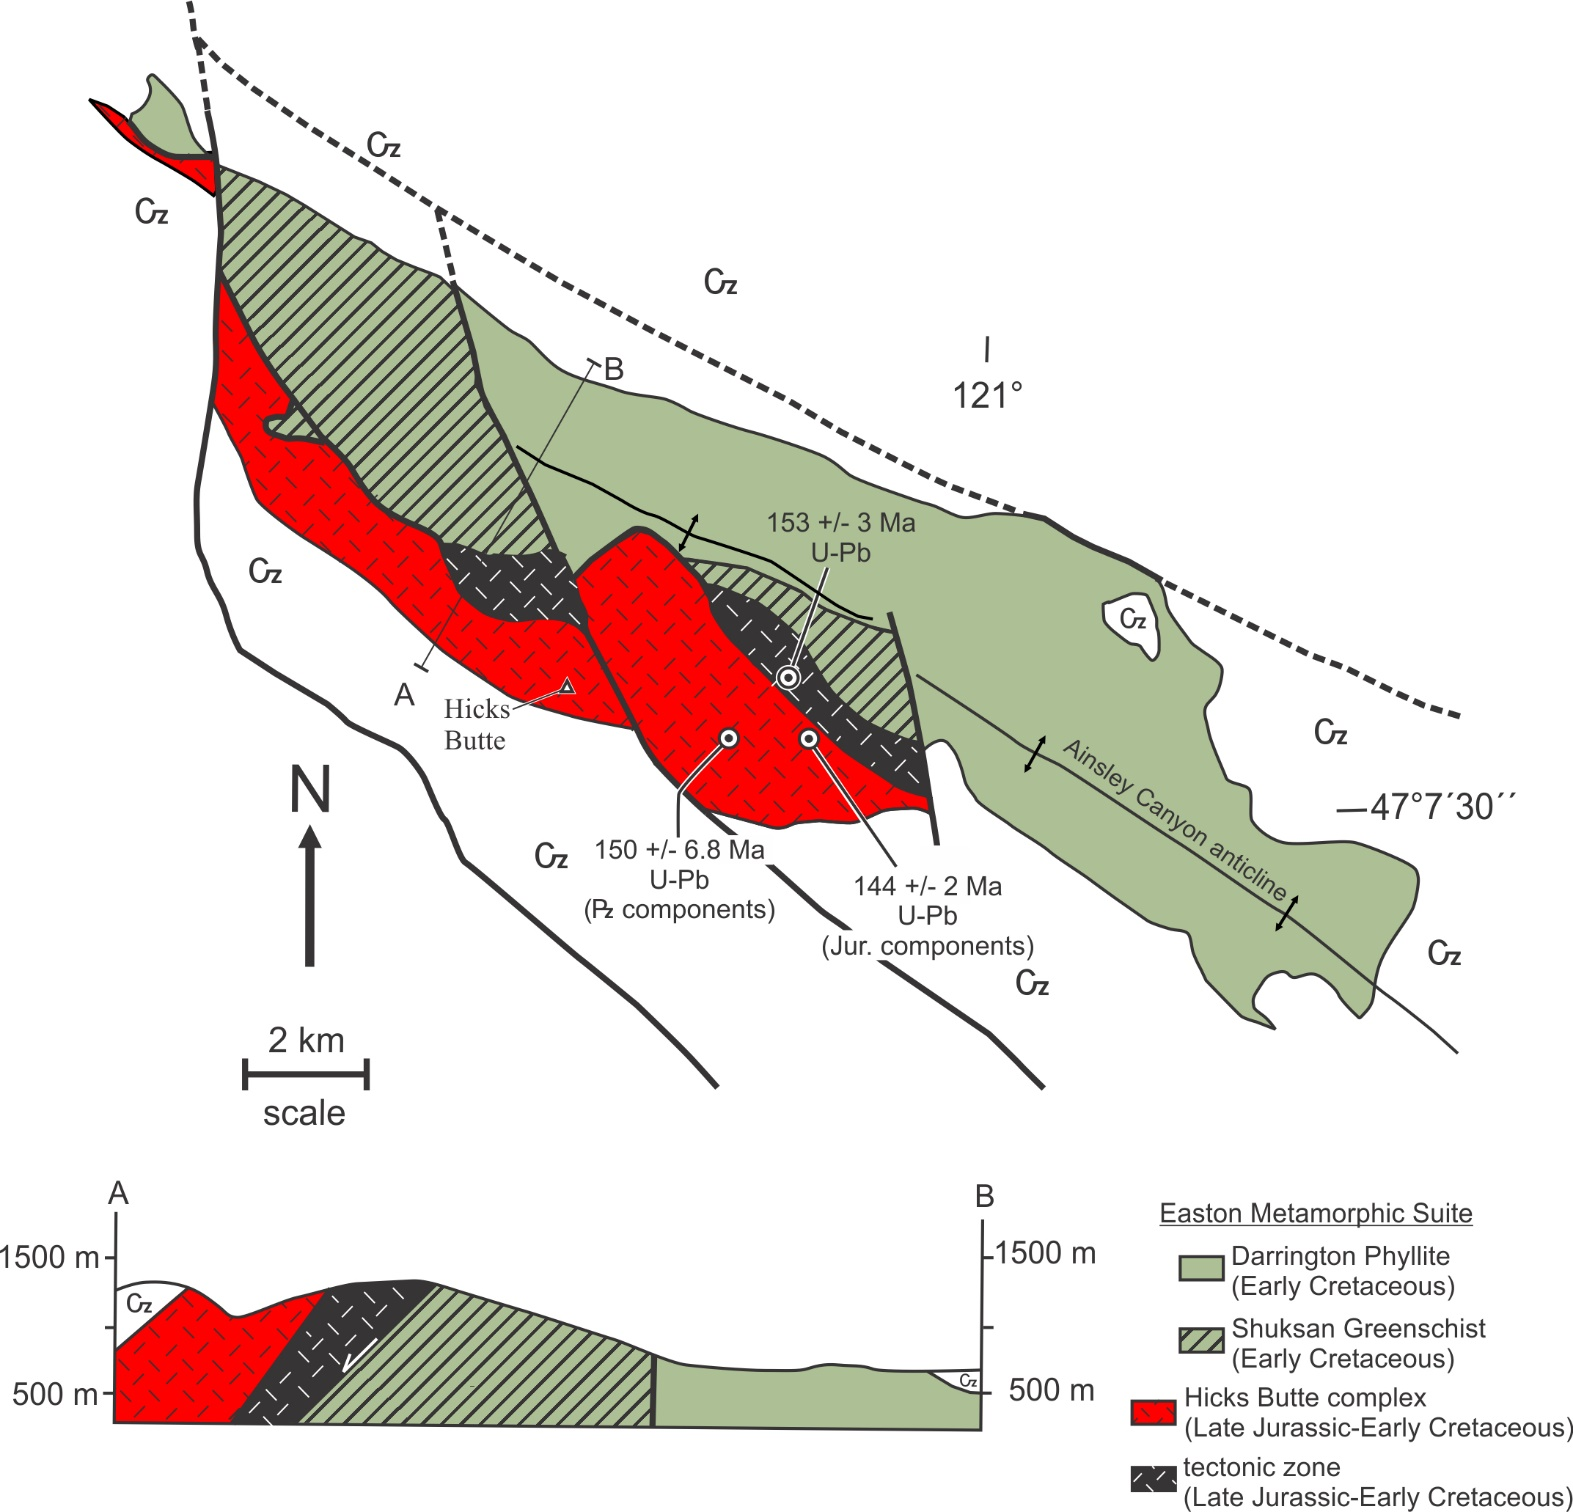 Cz
Cz
Cz
B
121°
153 +/- 3 Ma
U-Pb
Cz
Cz
A
Hicks
Butte
Cz
Ainsley Canyon anticline
47°7´30´´
N
Cz
150 +/- 6.8 Ma
U-Pb
(Pz components)
144 +/- 2 Ma
U-Pb
(Jur. components)
Cz
Cz
2 km
scale
A
B
1500 m
1500 m
Cz
Cz
500 m
500 m
Easton Metamorphic Suite
Darrington Phyllite
(Early Cretaceous)
Shuksan Greenschist
(Early Cretaceous)
Hicks Butte complex
(Late Jurassic-Early Cretaceous)
tectonic zone
(Late Jurassic-Early Cretaceous)